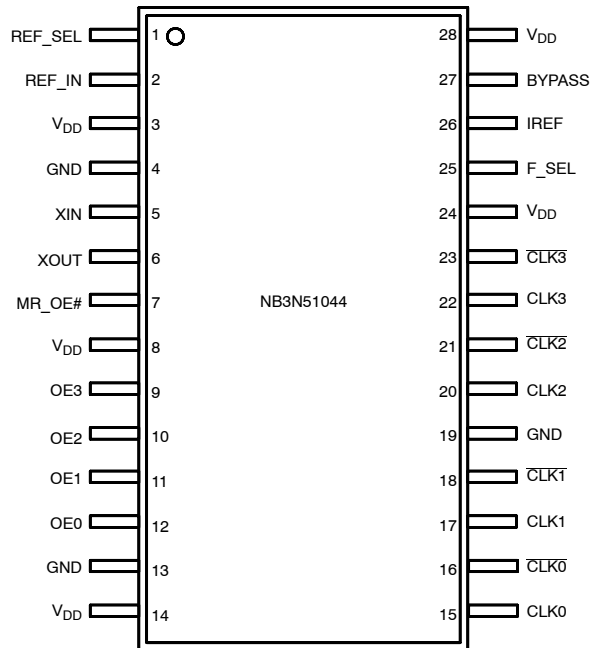 REF_SEL 1 28 VDD
REF_IN 2 27 BYPASS
VDD 3 26 IREF
GND 4 25 F_SEL
XIN 5 24 VDD
XOUT 6 23 CLK3
MR_OE# 7 NB3N51044 22 CLK3
VDD 8 21 CLK2
OE3 9 20 CLK2
OE2 10 19 GND
OE1 11 18 CLK1
OE0 12 17 CLK1
GND 13 16 CLK0
VDD 14 15 CLK0